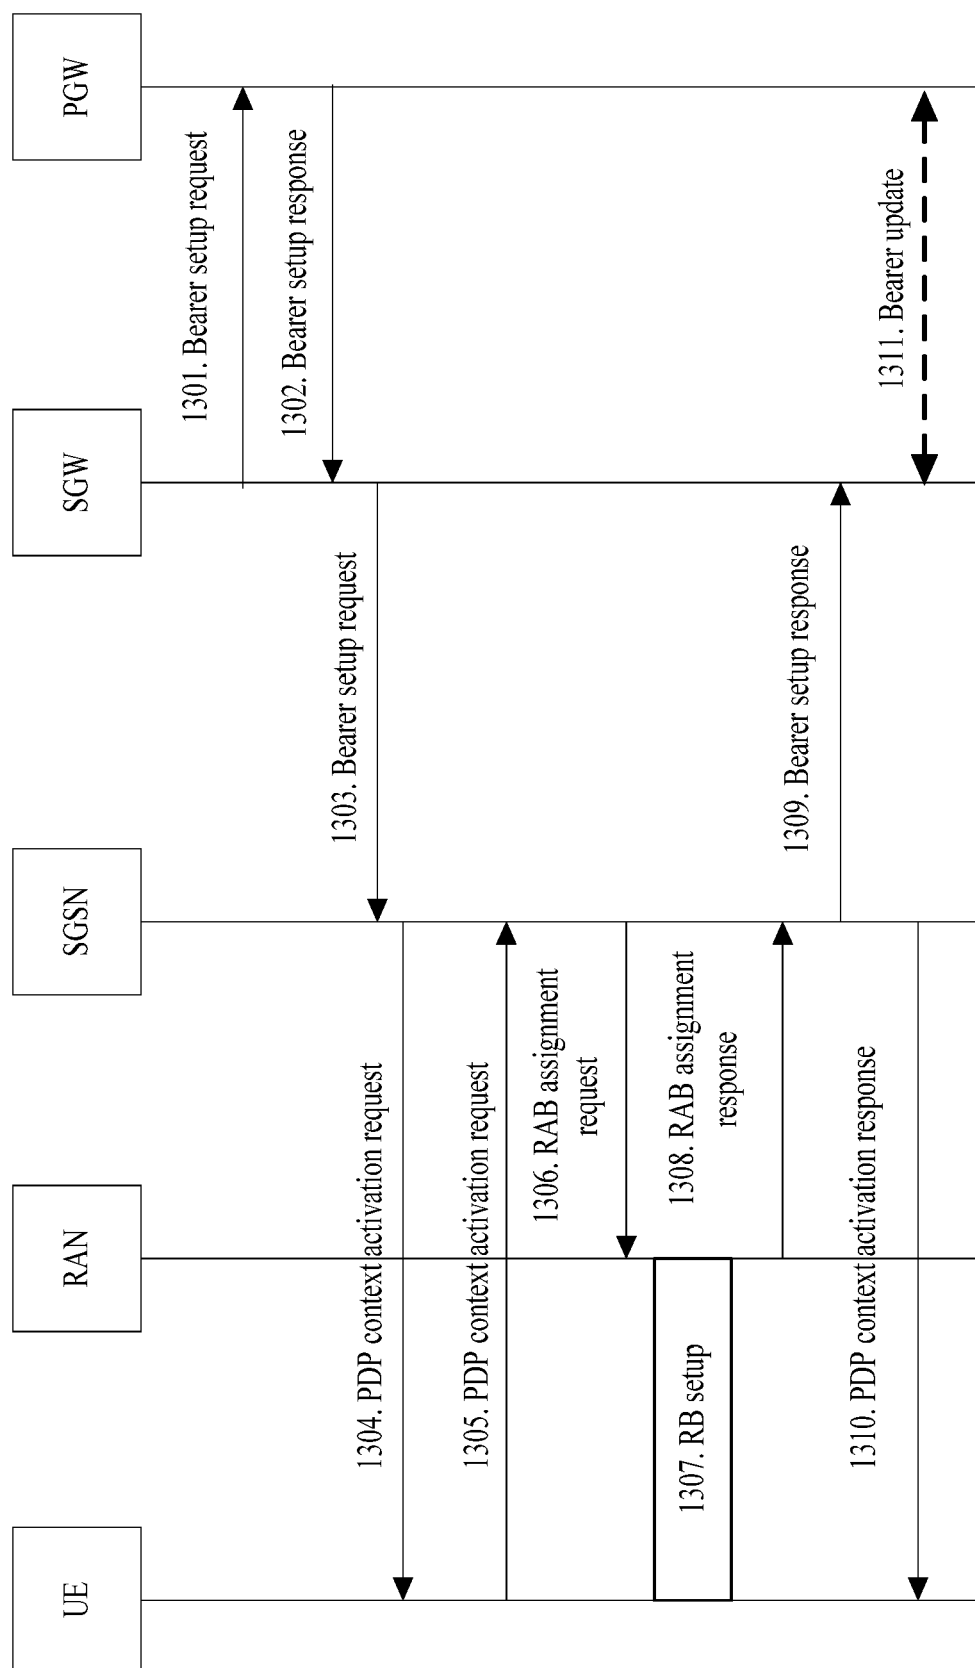 UE
RAN
SGSN
SGW
PGW
1301. Bearer setup request
1302. Bearer setup response
1303. Bearer setup request
1304. PDP context activation request
1305. PDP context activation request
1306. RAB assignment
request
1307. RB setup
1308. RAB assignment
response
1309. Bearer setup response
1310. PDP context activation response
1311. Bearer update